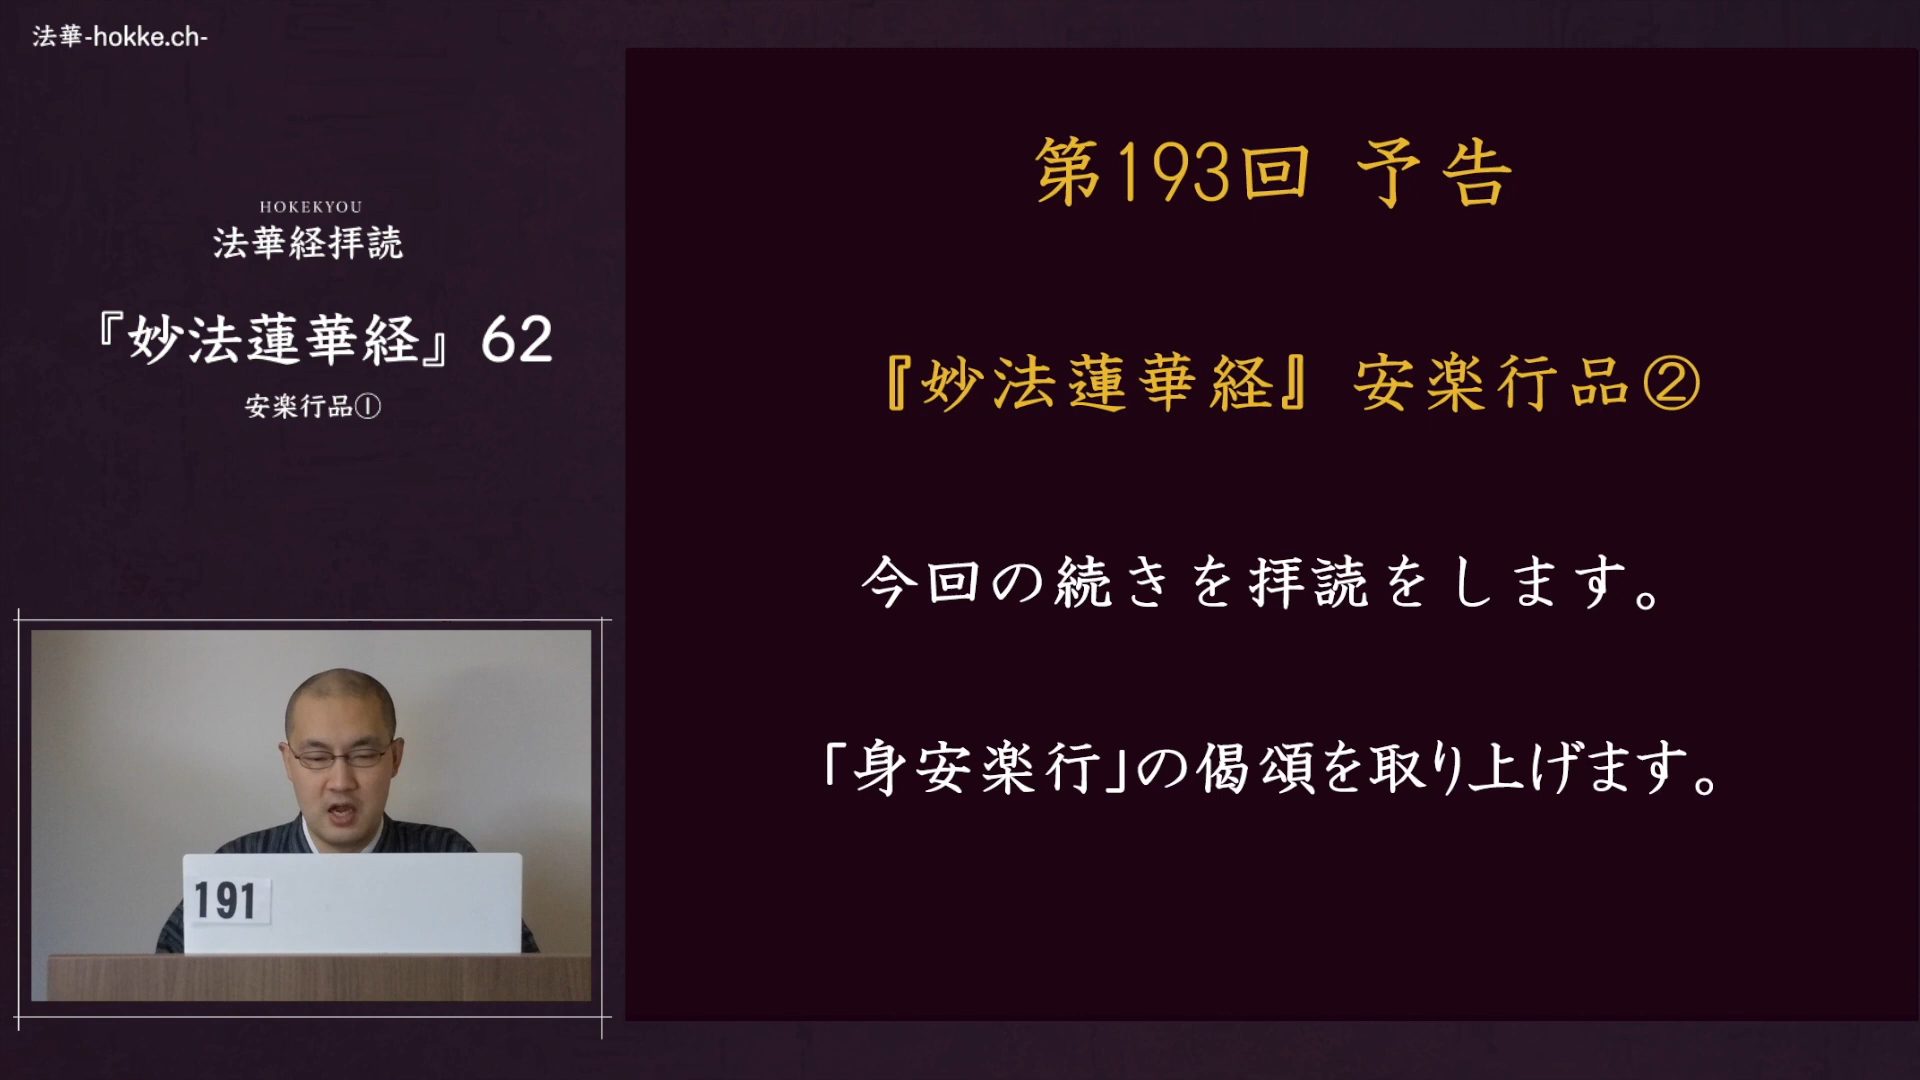 法華-hokke.ch-
HOKEKYOU
法華経拝読
『妙法蓮華経』62
安楽行品①
191
第193回 予告
『妙法蓮華経』 安楽行品②
今回の続きを拝読をします。
「身安楽行」の偈頌を取り上げます。